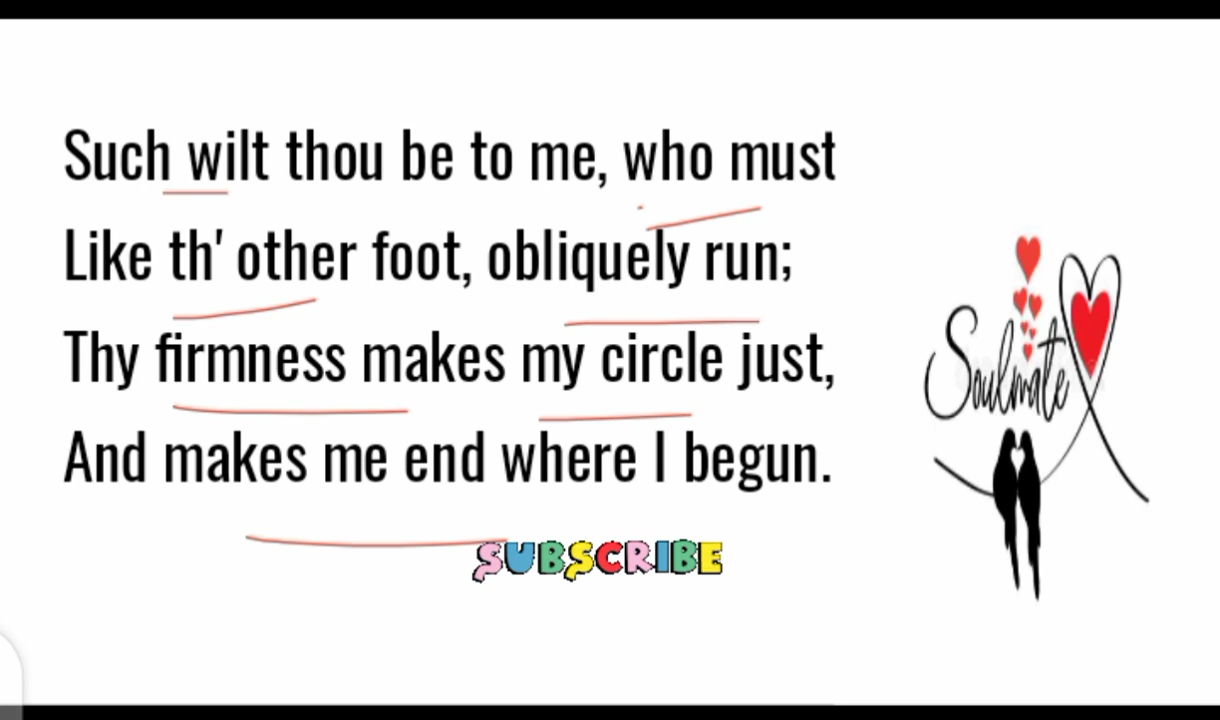 Such wilt thou be to me, who must
Like th' other foot, obliquely run;
Thy firmness makes my circle just,
And makes me end where I begun.
Soulmate
SUBSCRIBE